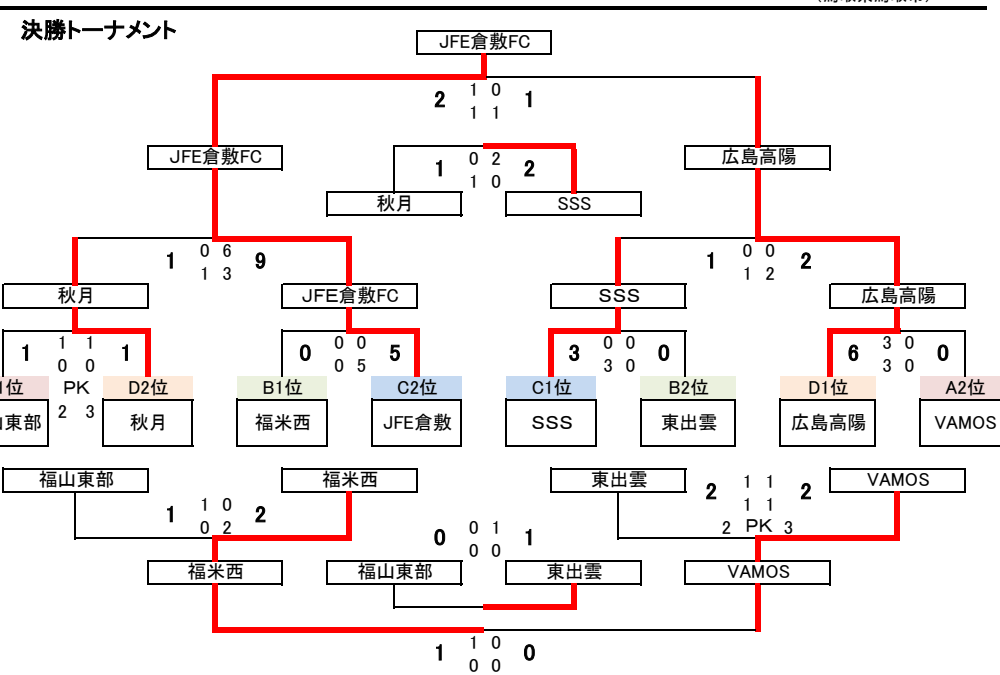 決勝トーナメント
JFE倉敷FC
2 1 0 1
1 1
JFE倉敷FC
広島高陽
1 0 2 2
1 0
秋月 SSS
1 0 6 9
1 3
1 0 0 2
1 2
秋月 JFE倉敷FC SSS 広島高陽
1 1 1 1
0 0
0 0 0 5
0 5
3 0 0 0
3 0
6 3 0 0
3 0
1位 PK D2位 B1位 C2位 C1位 B2位 D1位 A2位
2 3
東部 秋月 福米西 JFE倉敷 SSS 東出雲 広島高陽 VAMOS
福山東部 福米西 東出雲 VAMOS
1 1 0 2
0 2
2 1 1 2
1 1
2 PK 3
0 0 1 1
0 0
福米西 福山東部 東出雲 VAMOS
1 1 0 0
0 0